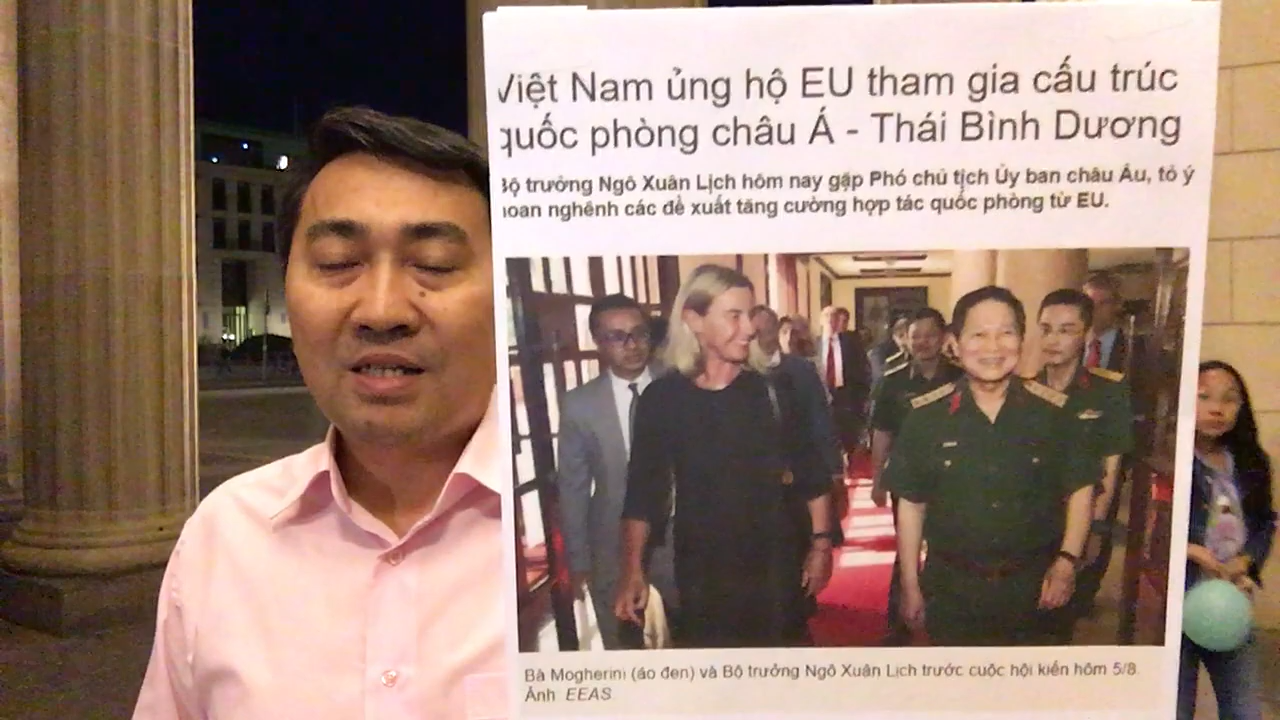 Việt Nam ủng hộ EU tham gia cấu trúc
quốc phòng châu Á - Thái Bình Dương
Bộ trưởng Ngô Xuân Lịch hôm nay gặp Phó chủ tịch Ủy ban châu Âu, tỏ ý
hoan nghênh các đề xuất tăng cường hợp tác quốc phòng từ EU.
Bà Mogherini (áo đen) và Bộ trưởng Ngô Xuân Lịch trước cuộc hội kiến hôm 5/8.
Ảnh EEAS